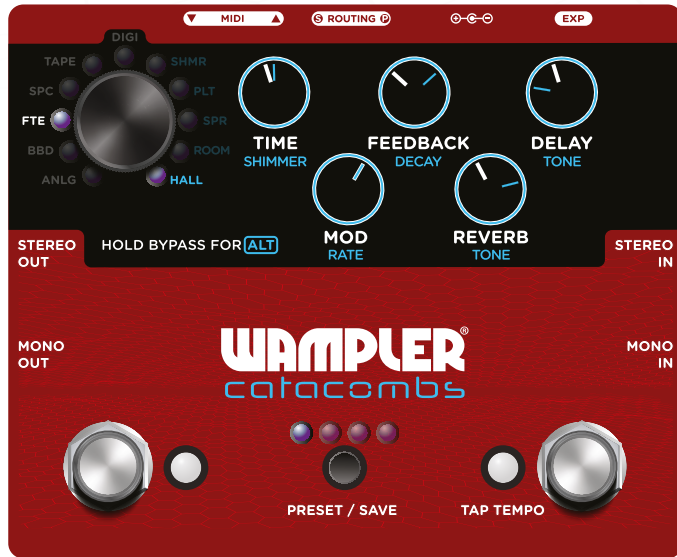 MIDI
S ROUTING P
EXP
DIGI
TAPE
SHMR
SPC
PLT
FTE
SPR
BBD
ROOM
ANLG
HALL
TIME
SHIMMER
FEEDBACK
DECAY
DELAY
TONE
MOD
RATE
REVERB
TONE
HOLD BYPASS FOR ALT
STEREO
OUT
STEREO
IN
MONO
OUT
MONO
IN
WAMPLER®
catacombs
PRESET / SAVE
TAP TEMPO